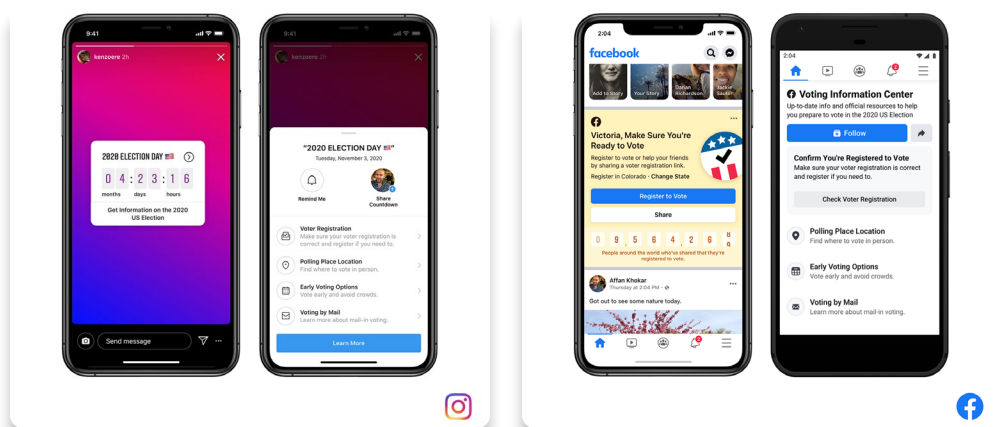 9:41
kenzoere 2h
2020 ELECTION DAY 🇺🇸
0 4 : 2 3 : 1 6
months days hours
Get Information on the 2020
US Election
Send message
9:41
kenzoere 2h
"2020 ELECTION DAY 🇺🇸"
Tuesday, November 3, 2020
Remind Me
Share
Countdown
Voter Registration
Make sure your voter registration is
correct and register if you need to.
Polling Place Location
Find where to vote in person.
Early Voting Options
Vote early and avoid crowds.
Voting by Mail
Learn more about mail-in voting.
Learn More
2:04
facebook
Add to Story
Your Story
Darian
Richardson
Jackie
Victoria, Make Sure You're
Ready to Vote
Register to vote or help your friends
by sharing a voter registration link.
Register in Colorado · Change State
Register to Vote
Share
0 9 5 6 4 2 6
People around the world who've shared that they're
registered to vote.
Affan Khokar
Thursday at 2:04 PM ·
Got out to see some nature today.
2
2:04
2
Voting Information Center
Up-to-date info and official resources to help
you prepare to vote in the 2020 US Election
Follow
Confirm You're Registered to Vote
Make sure your voter registration is correct
and register if you need to.
Check Voter Registration
Polling Place Location
Find where to vote in person.
Early Voting Options
Vote early and avoid crowds.
Voting by Mail
Learn more about mail-in voting.